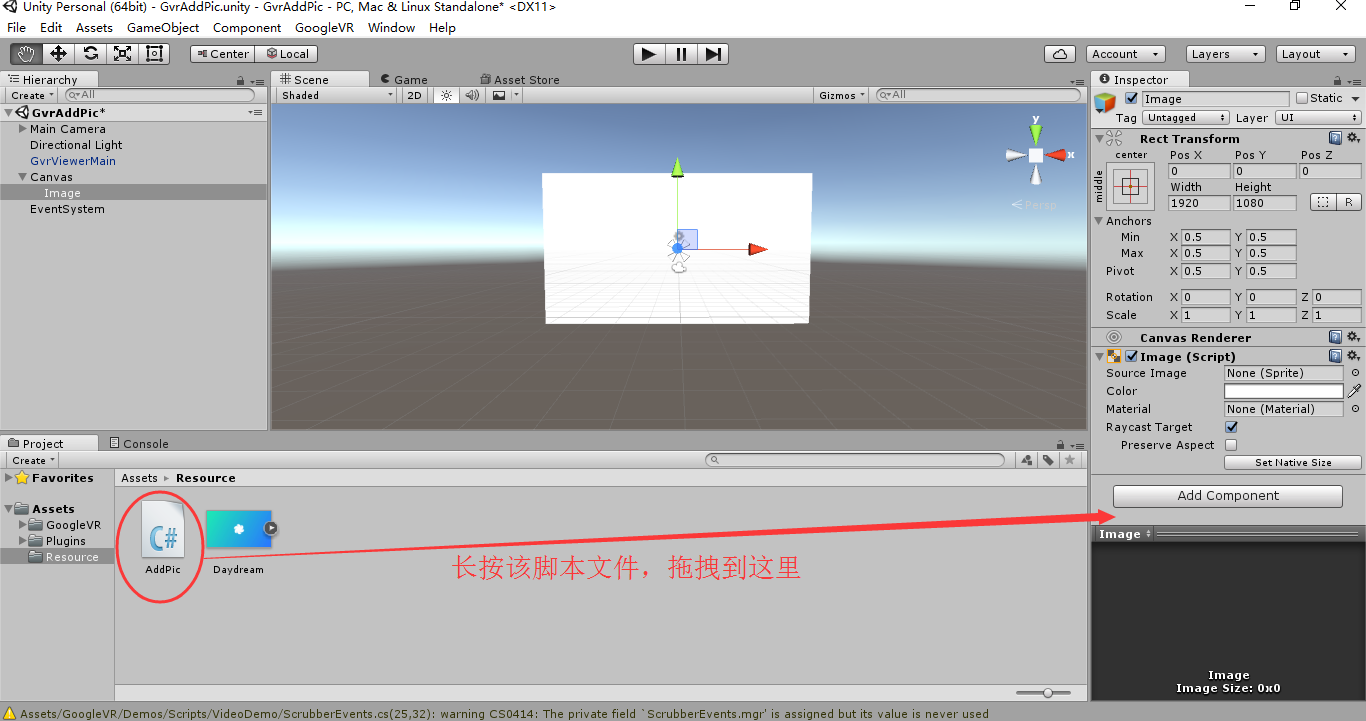 Unity Personal (64bit) - GvrAddPic.unity - GvrAddPic - PC, Mac & Linux Standalone* <DX11>
File Edit Assets GameObject Component GoogleVR Window Help
Center Local Account Layers Layout
Hierarchy
Create All
GvrAddPic*
Main Camera
Directional Light
GvrViewerMain
Canvas
Image
EventSystem
Scene Game Asset Store
Shaded 2D Gizmos All
y
x
Persp
Inspector
Image Static
Tag Untagged Layer UI
Rect Transform
center Pos X Pos Y Pos Z
middle 0 0 0
Width Height
1920 1080 R
Anchors
Min X 0.5 Y 0.5
Max X 0.5 Y 0.5
Pivot X 0.5 Y 0.5
Rotation X 0 Y 0 Z 0
Scale X 1 Y 1 Z 1
Canvas Renderer
Image (Script)
Source Image None (Sprite)
Color
Material None (Material)
Raycast Target
Preserve Aspect
Set Native Size
Add Component
Image
Image
Image Size: 0x0
Project Console
Create
Favorites
Assets
GoogleVR
Plugins
Resource
Assets Resource
C#
AddPic Daydream
长按该脚本文件，拖拽到这里
Assets/GoogleVR/Demos/Scripts/VideoDemo/ScrubberEvents.cs(25,32): warning CS0414: The private field `ScrubberEvents.mgr' is assigned but its value is never used